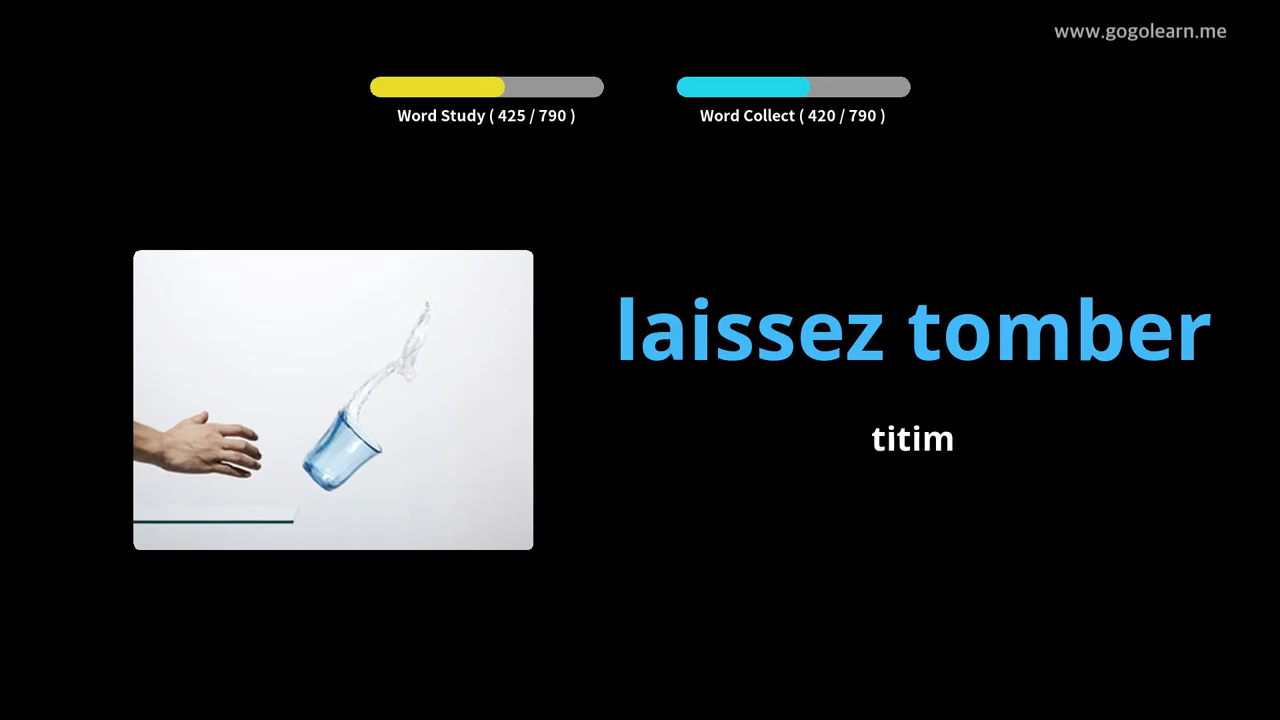 www.gogolearn.me
Word Study ( 425 / 790 )
Word Collect ( 420 / 790 )
laissez tomber
titim